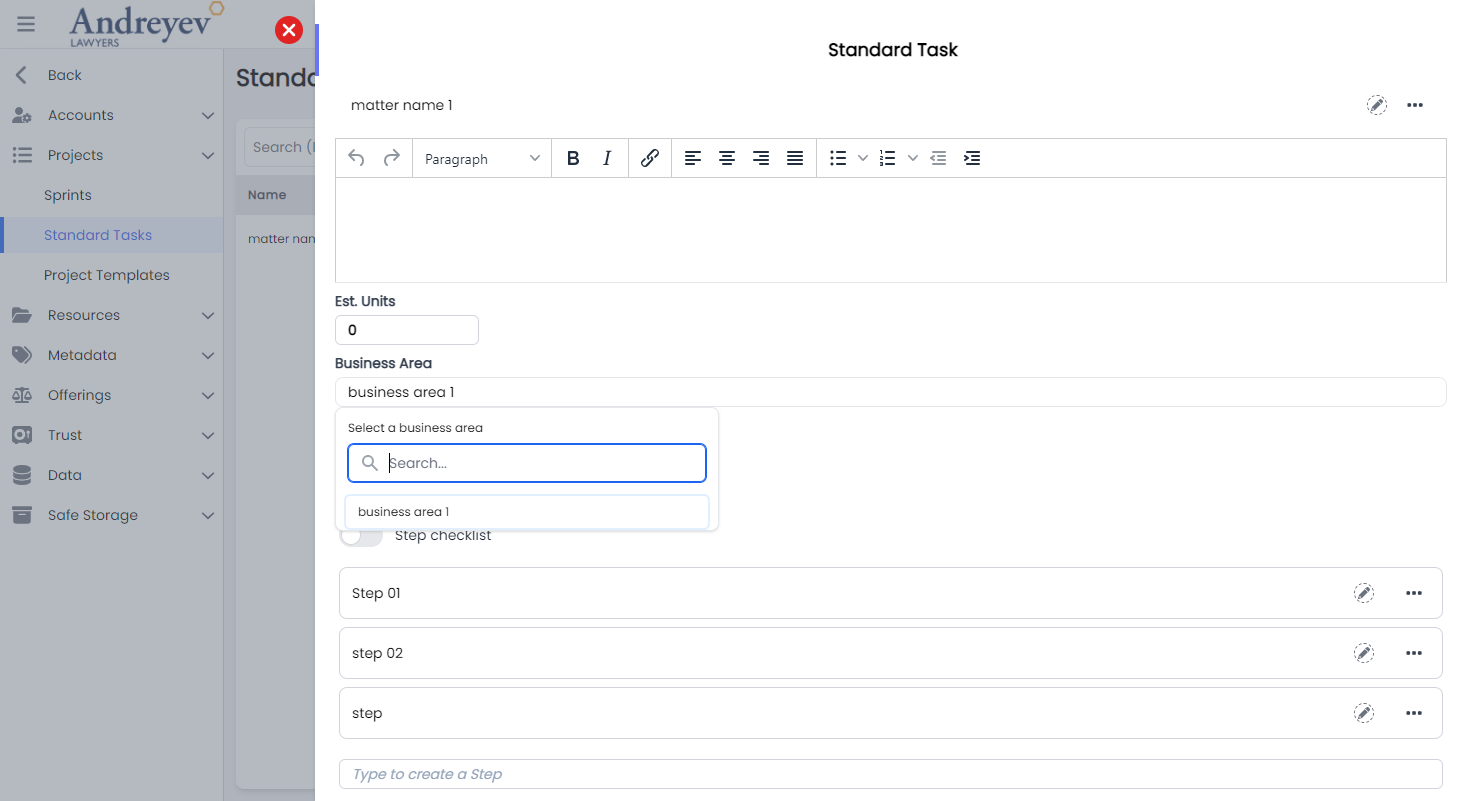 Andreyev
LAWYERS
Back
Accounts
Projects
Sprints
Standard Tasks
Project Templates
Resources
Metadata
Offerings
Trust
Data
Safe Storage
Search
Name
matter
Standard Task
matter name 1
Paragraph
B I
Est. Units
0
Business Area
business area 1
Select a business area
Search...
business area 1
Step checklist
Step 01
step 02
step
Type to create a Step